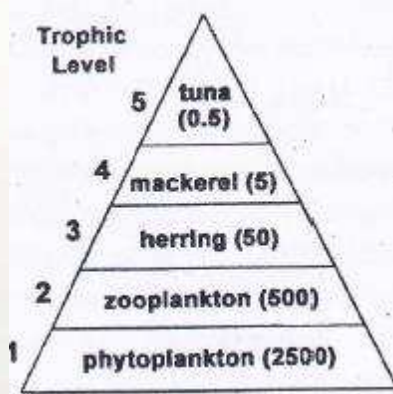 Trophic
Level
5 tuna
(0.5)
4 mackerel (5)
3 herring (50)
2 zooplankton (500)
1 phytoplankton (2500)